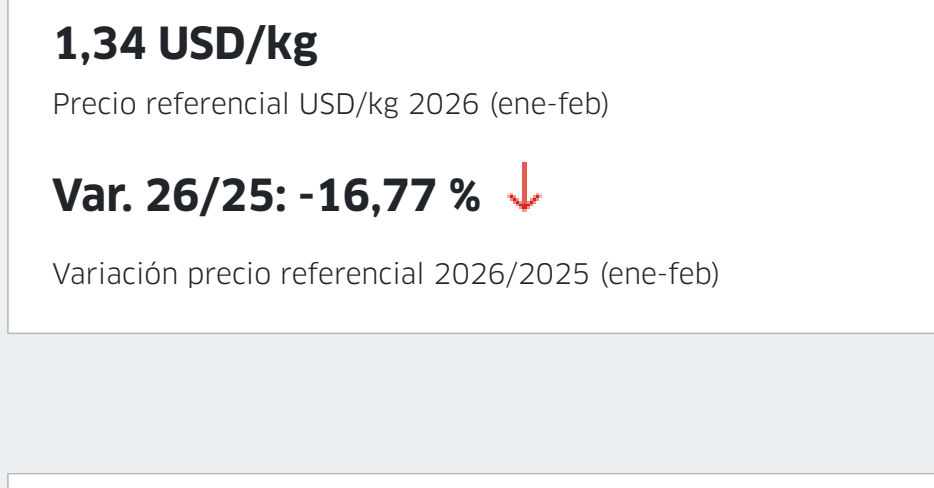 1,34 USD/kg
Precio referencial USD/kg 2026 (ene-feb)
Var. 26/25: -16,77 %
Variación precio referencial 2026/2025 (ene-feb)